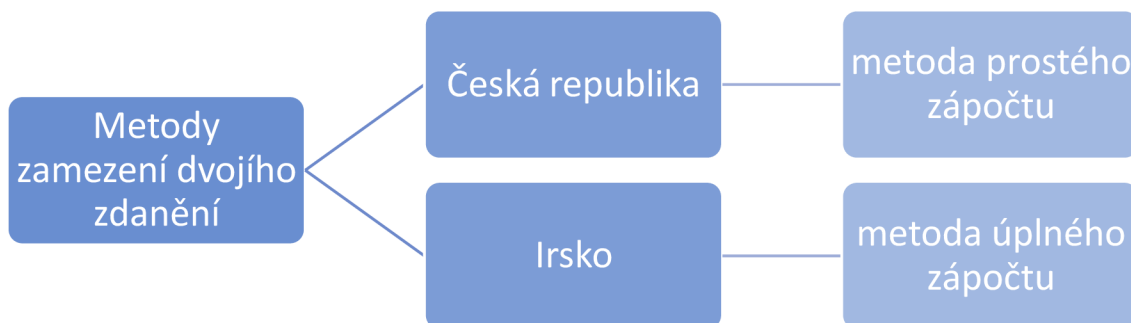 Metody
zamezení dvojího
zdanění
Česká republika
metoda prostého
zápočtu
Irsko
metoda úplného
zápočtu